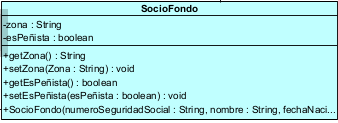 SocioFondo
-zona : String
-esPeñista : boolean
+getZona() : String
+setZona(Zona : String) : void
+getEsPeñista() : boolean
+setEsPeñista(esPeñista : boolean) : void
+SocioFondo(numeroSeguridadSocial : String, nombre : String, fechaNaci...